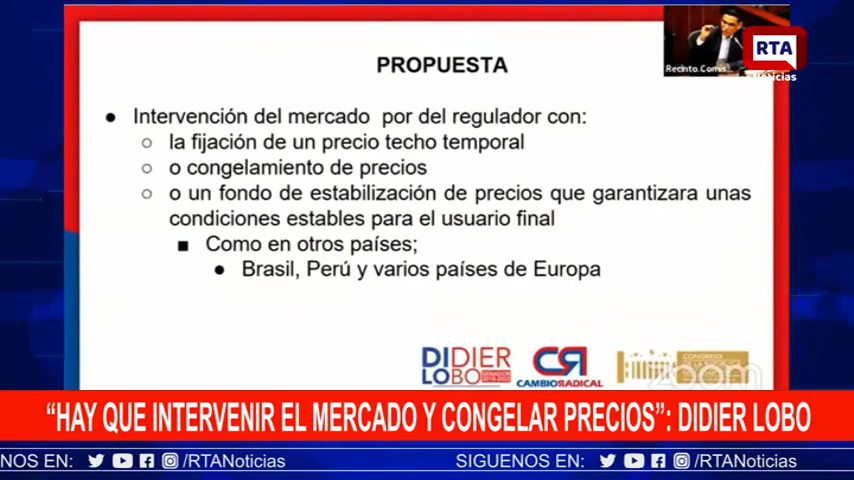 PROPUESTA
RTA
Noticias
Recinto.Comis
● Intervención del mercado por del regulador con:
○ la fijación de un precio techo temporal
○ o congelamiento de precios
○ o un fondo de estabilización de precios que garantizara unas
condiciones estables para el usuario final
■ Como en otros países;
● Brasil, Perú y varios países de Europa
DIDIER
LOBO
CR
CAMBIO RADICAL
CONGRESO
zoom
“HAY QUE INTERVENIR EL MERCADO Y CONGELAR PRECIOS”: DIDIER LOBO
NOS EN: /RTANoticias SIGUENOS EN: /RTANoticias